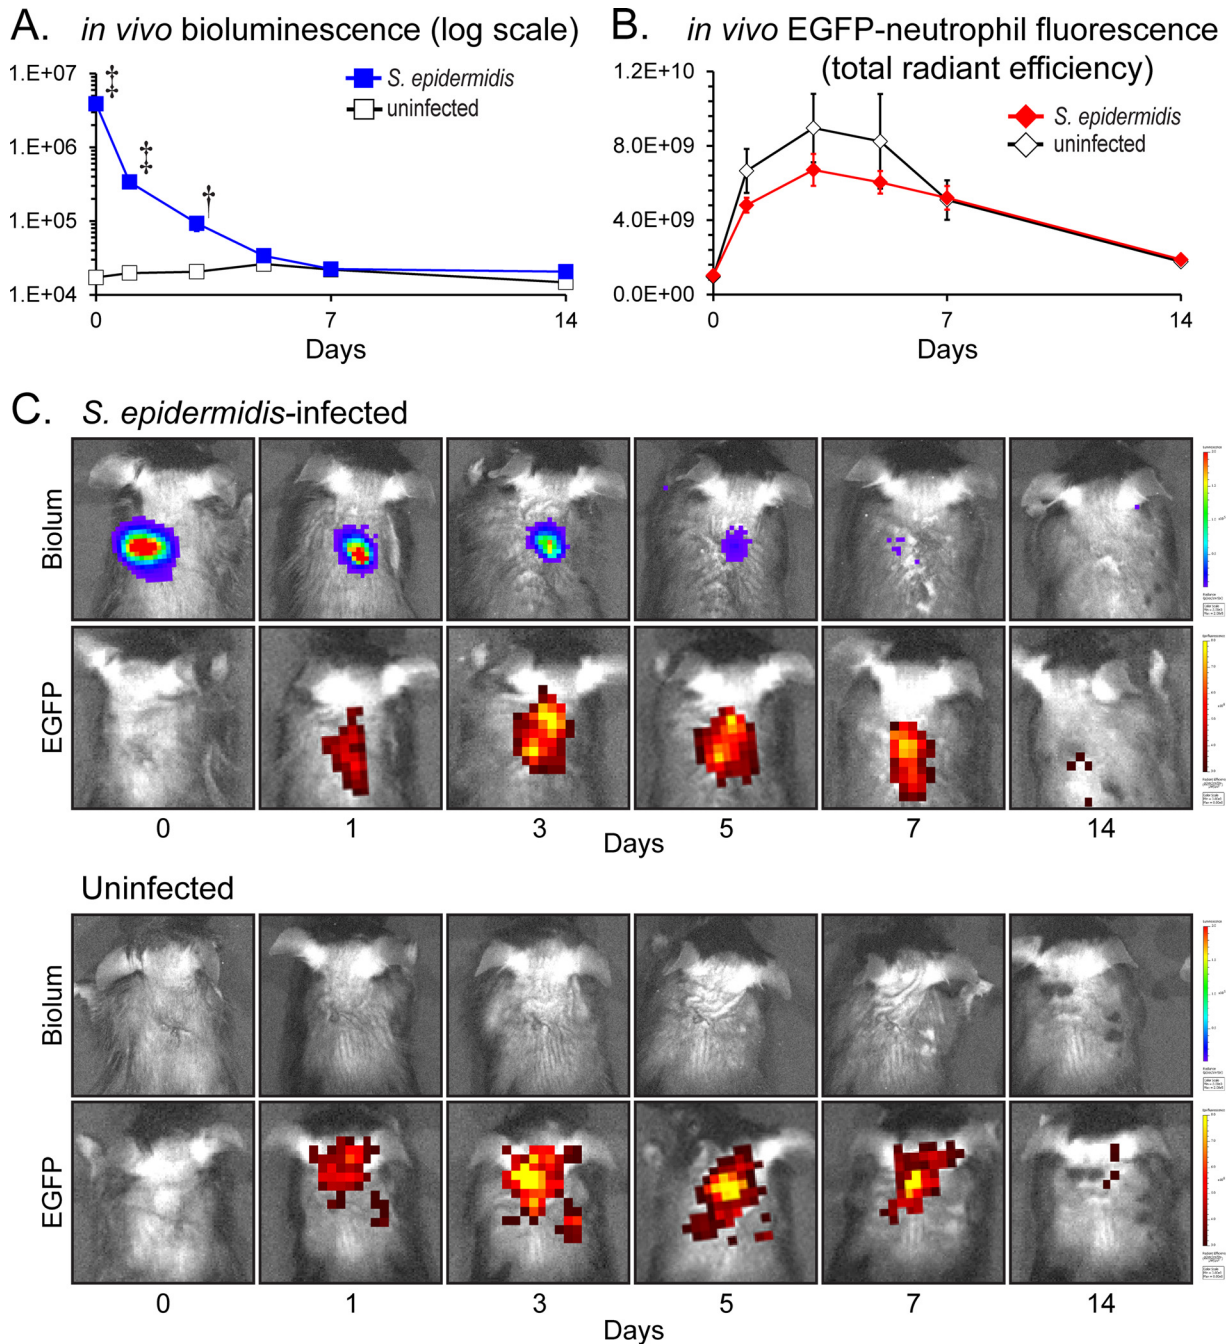 A. in vivo bioluminescence (log scale)
1.E+07
1.E+06
1.E+05
1.E+04
‡
‡
†
S. epidermidis
uninfected
0 7 14
Days
B. in vivo EGFP-neutrophil fluorescence
(total radiant efficiency)
1.2E+10
8.0E+09
4.0E+09
0.0E+00
S. epidermidis
uninfected
0 7 14
Days
C. S. epidermidis-infected
Biolum
EGFP
0 1 3 5 7 14
Days
Uninfected
Biolum
EGFP
0 1 3 5 7 14
Days